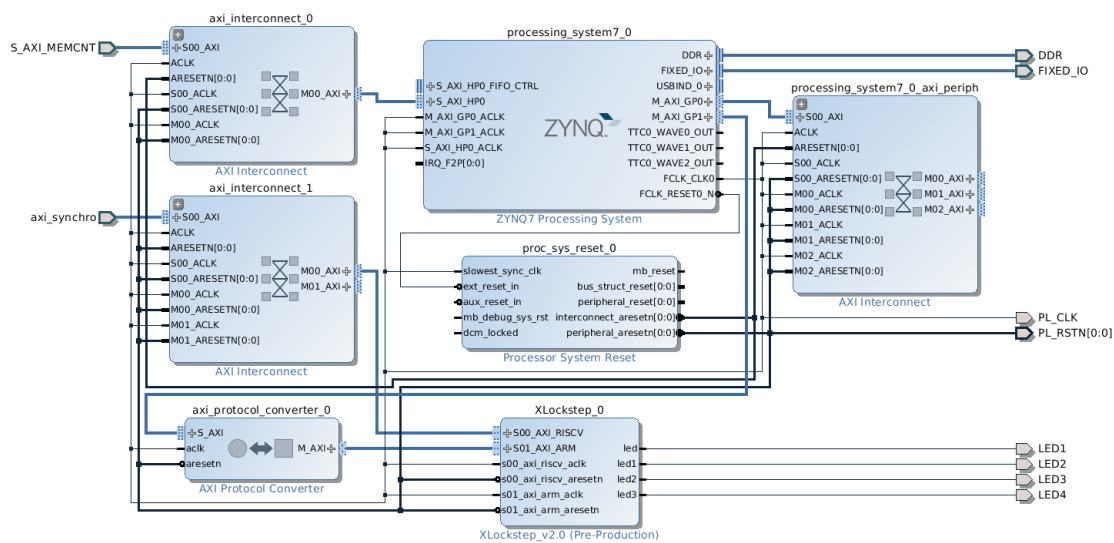 S_AXI_MEMCNT
axi_interconnect_0
S00_AXI
ACLK
ARESETN[0:0]
S00_ACLK
S00_ARESETN[0:0]
M00_ACLK
M00_ARESETN[0:0]
M00_AXI
AXI Interconnect
axi_synchro
axi_interconnect_1
S00_AXI
ACLK
ARESETN[0:0]
S00_ACLK
S00_ARESETN[0:0]
M00_ACLK
M00_ARESETN[0:0]
M01_ACLK
M01_ARESETN[0:0]
M00_AXI
M01_AXI
AXI Interconnect
processing_system7_0
S_AXI_HP0_FIFO_CTRL
S_AXI_HP0
M_AXI_GP0_ACLK
M_AXI_GP1_ACLK
S_AXI_HP0_ACLK
IRQ_F2P[0:0]
ZYNQ
DDR
FIXED_IO
USBIND_0
M_AXI_GP0
M_AXI_GP1
TTC0_WAVE0_OUT
TTC0_WAVE1_OUT
TTC0_WAVE2_OUT
FCLK_CLK0
FCLK_RESET0_N
ZYNQ7 Processing System
proc_sys_reset_0
slowest_sync_clk
ext_reset_in
aux_reset_in
mb_debug_sys_rst
dcm_locked
mb_reset
bus_struct_reset[0:0]
peripheral_reset[0:0]
interconnect_aresetn[0:0]
peripheral_aresetn[0:0]
Processor System Reset
processing_system7_0_axi_periph
S00_AXI
ACLK
ARESETN[0:0]
S00_ACLK
S00_ARESETN[0:0]
M00_ACLK
M00_ARESETN[0:0]
M01_ACLK
M01_ARESETN[0:0]
M02_ACLK
M02_ARESETN[0:0]
M00_AXI
M01_AXI
M02_AXI
AXI Interconnect
DDR
FIXED_IO
PL_CLK
PL_RSTN[0:0]
axi_protocol_converter_0
S_AXI
aclk
aresetn
M_AXI
AXI Protocol Converter
XLockstep_0
S00_AXI_RISCV
S01_AXI_ARM
s00_axi_riscv_aclk
s00_axi_riscv_aresetn
s01_axi_arm_aclk
s01_axi_arm_aresetn
led
led1
led2
led3
XLockstep_v2.0 (Pre-Production)
LED1
LED2
LED3
LED4